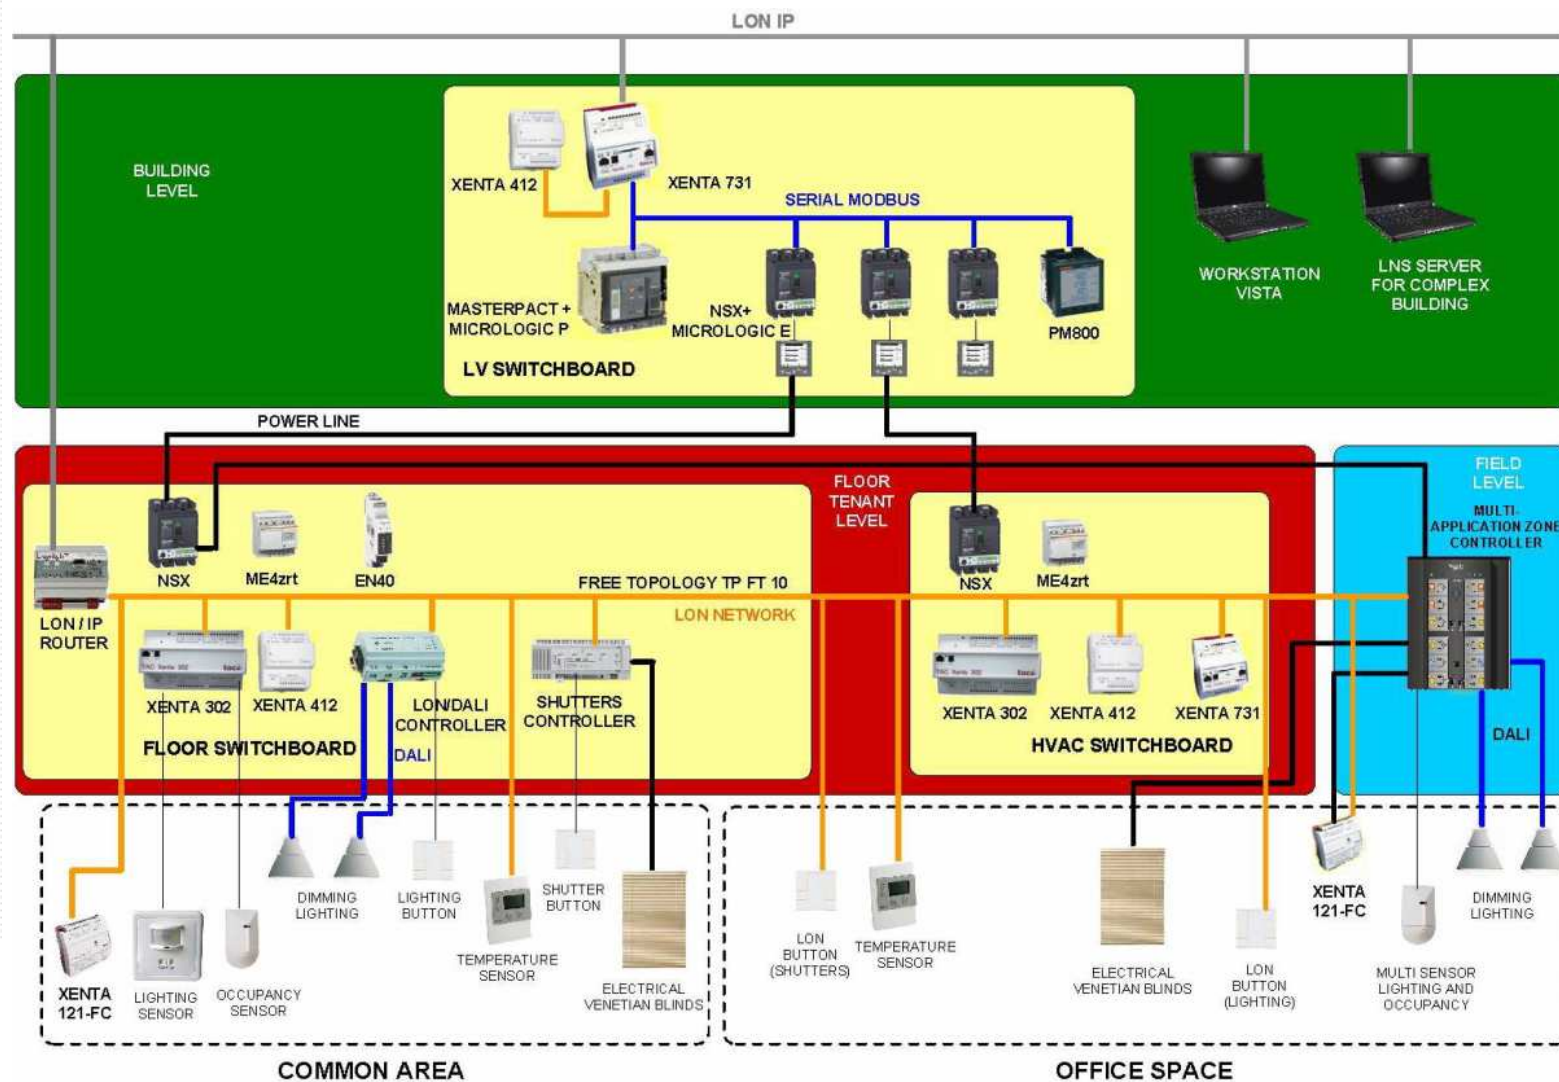 LON IP
BUILDING
LEVEL
XENTA 412
XENTA 731
SERIAL MODBUS
MASTERPACT +
MICROLOGIC P
NSX+
MICROLOGIC E
PM800
LV SWITCHBOARD
WORKSTATION
VISTA
LNS SERVER
FOR COMPLEX
BUILDING
POWER LINE
FLOOR
TENANT
LEVEL
FIELD
LEVEL
MULTI-
APPLICATION ZONE
CONTROLLER
NSX
ME4zrt
EN40
FREE TOPOLOGY TP FT 10
LON NETWORK
NSX
ME4zrt
LON / IP
ROUTER
XENTA 302
XENTA 412
LON/DALI
CONTROLLER
SHUTTERS
CONTROLLER
FLOOR SWITCHBOARD
DALI
XENTA 302
XENTA 412
XENTA 731
HVAC SWITCHBOARD
DALI
XENTA
121-FC
LIGHTING
SENSOR
OCCUPANCY
SENSOR
DIMMING
LIGHTING
LIGHTING
BUTTON
TEMPERATURE
SENSOR
SHUTTER
BUTTON
ELECTRICAL
VENETIAN BLINDS
LON
BUTTON
(SHUTTERS)
TEMPERATURE
SENSOR
ELECTRICAL
VENETIAN BLINDS
LON
BUTTON
(LIGHTING)
XENTA
121-FC
MULTI SENSOR
LIGHTING AND
OCCUPANCY
DIMMING
LIGHTING
COMMON AREA
OFFICE SPACE